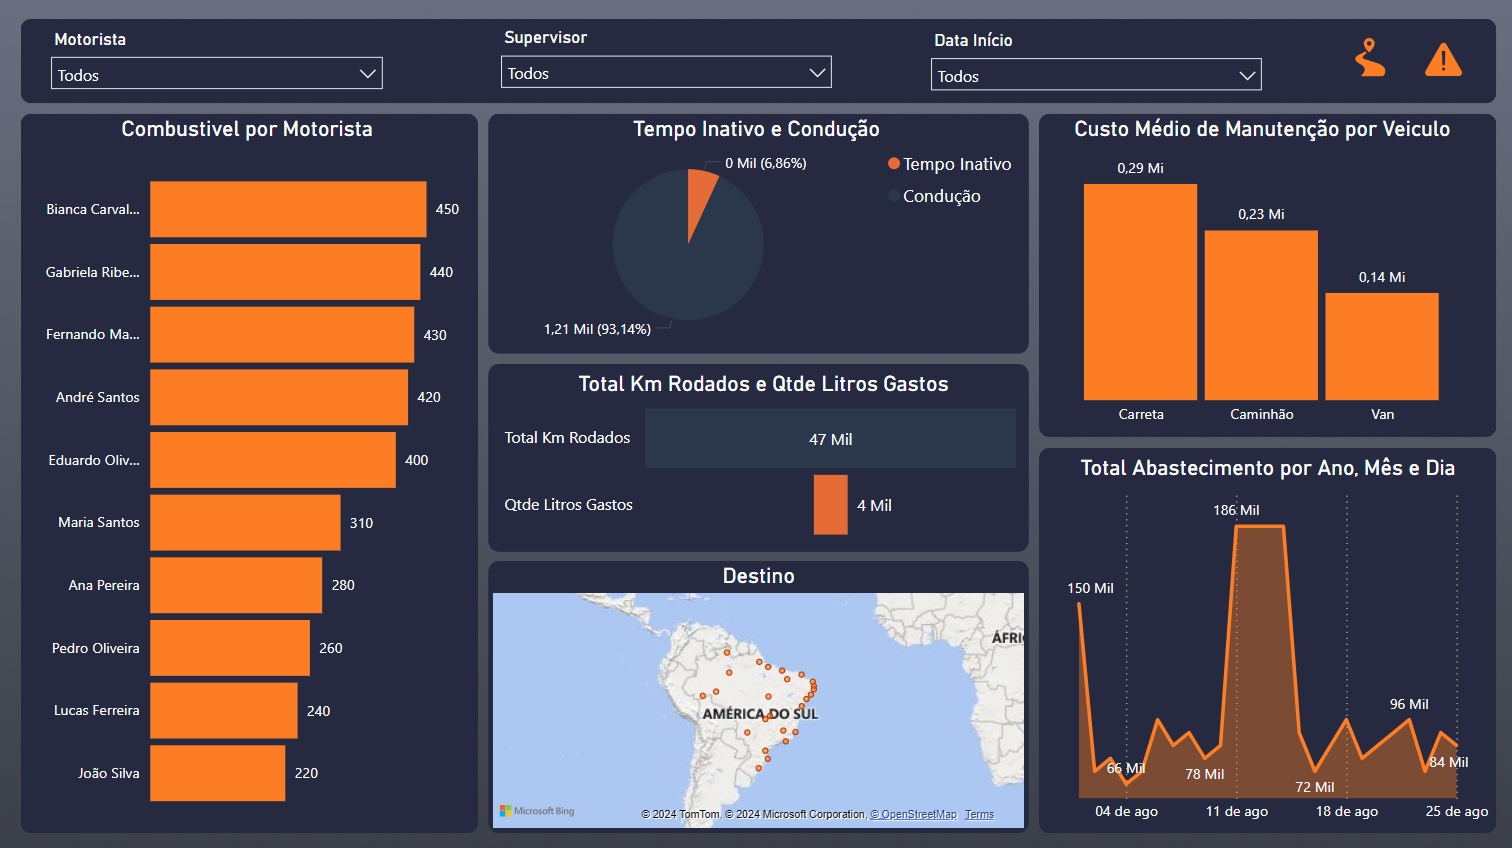 Motorista
Todos
Supervisor
Todos
Data Início
Todos
Combustivel por Motorista
Bianca Carval... 450
Gabriela Ribe... 440
Fernando Ma... 430
André Santos 420
Eduardo Oliv... 400
Maria Santos 310
Ana Pereira 280
Pedro Oliveira 260
Lucas Ferreira 240
João Silva 220
Tempo Inativo e Condução
0 Mil (6,86%)
1,21 Mil (93,14%)
Tempo Inativo
Condução
Total Km Rodados e Qtde Litros Gastos
Total Km Rodados 47 Mil
Qtde Litros Gastos 4 Mil
Destino
ÁFRI
AMÉRICA DO SUL
Microsoft Bing
© 2024 TomTom, © 2024 Microsoft Corporation, © OpenStreetMap Terms
Custo Médio de Manutenção por Veiculo
0,29 Mi
0,23 Mi
0,14 Mi
Carreta Caminhão Van
Total Abastecimento por Ano, Mês e Dia
186 Mil
150 Mil
96 Mil
66 Mil
84 Mil
78 Mil
72 Mil
04 de ago 11 de ago 18 de ago 25 de ago